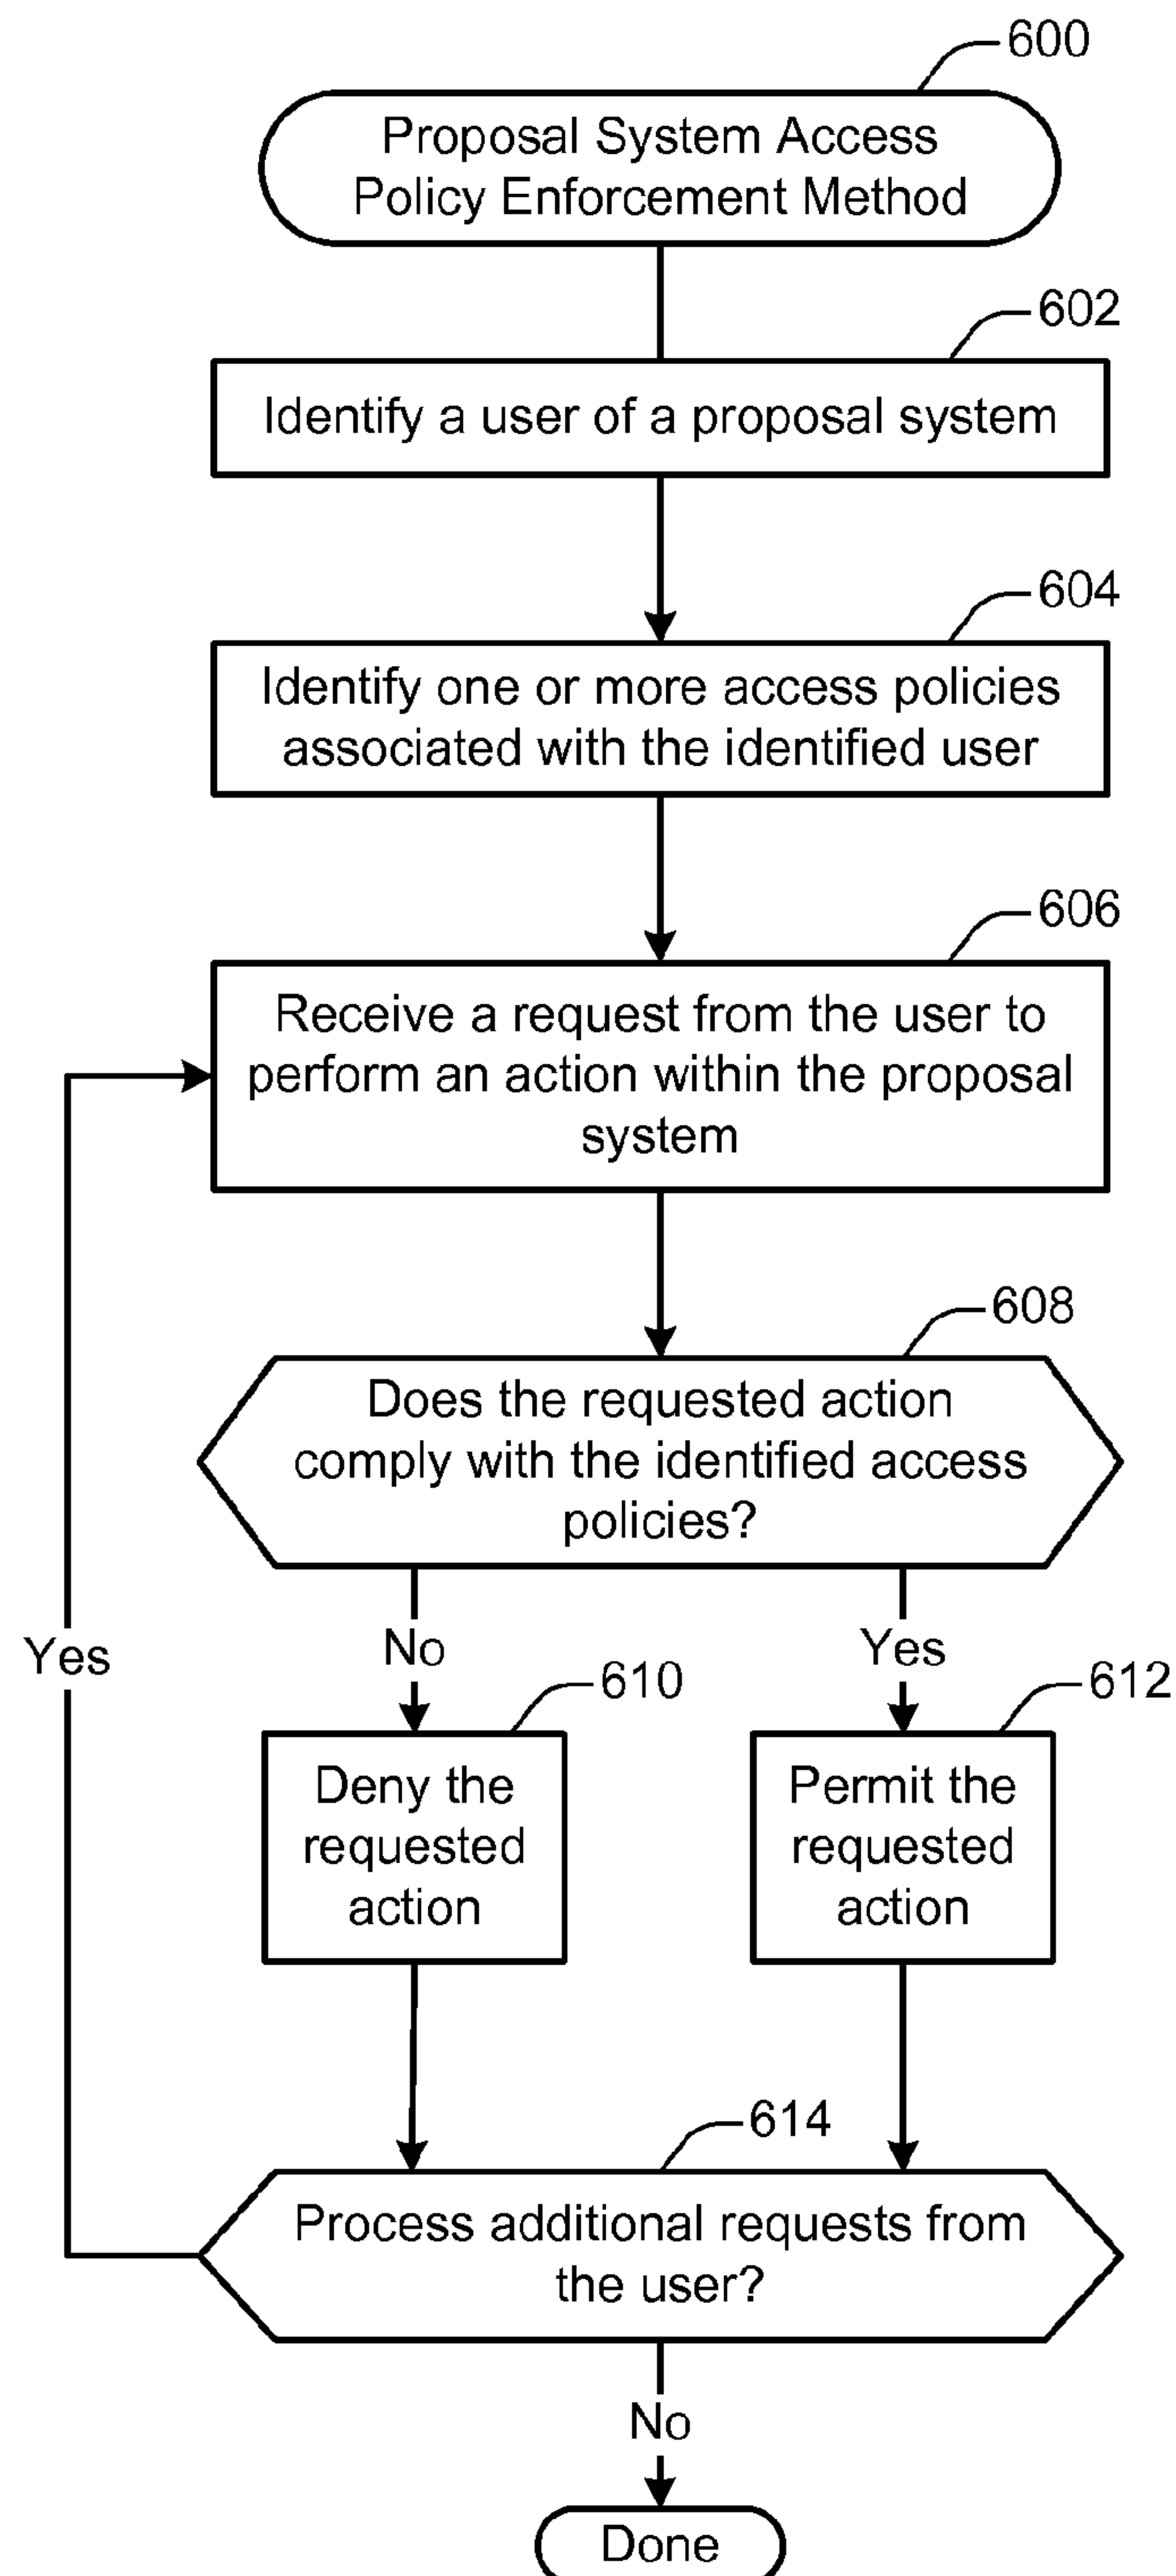 600
Proposal System Access
Policy Enforcement Method
602
Identify a user of a proposal system
604
Identify one or more access policies
associated with the identified user
606
Receive a request from the user to
perform an action within the proposal
system
608
Does the requested action
comply with the identified access
policies?
Yes
No
Yes
610
612
Deny the
requested
action
Permit the
requested
action
614
Process additional requests from
the user?
No
Done